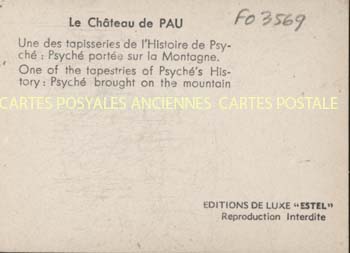 Le Château de PAU
FO 3569
Une des tapisseries de l'Histoire de Psy-
ché : Psyché portée sur la Montagne.
One of the tapestries of Psyché's His-
tory : Psyché brought on the mountain
CARTES POSYALES ANCIENNES CARTES POSTALE
EDITIONS DE LUXE "ESTEL"
Reproduction Interdite